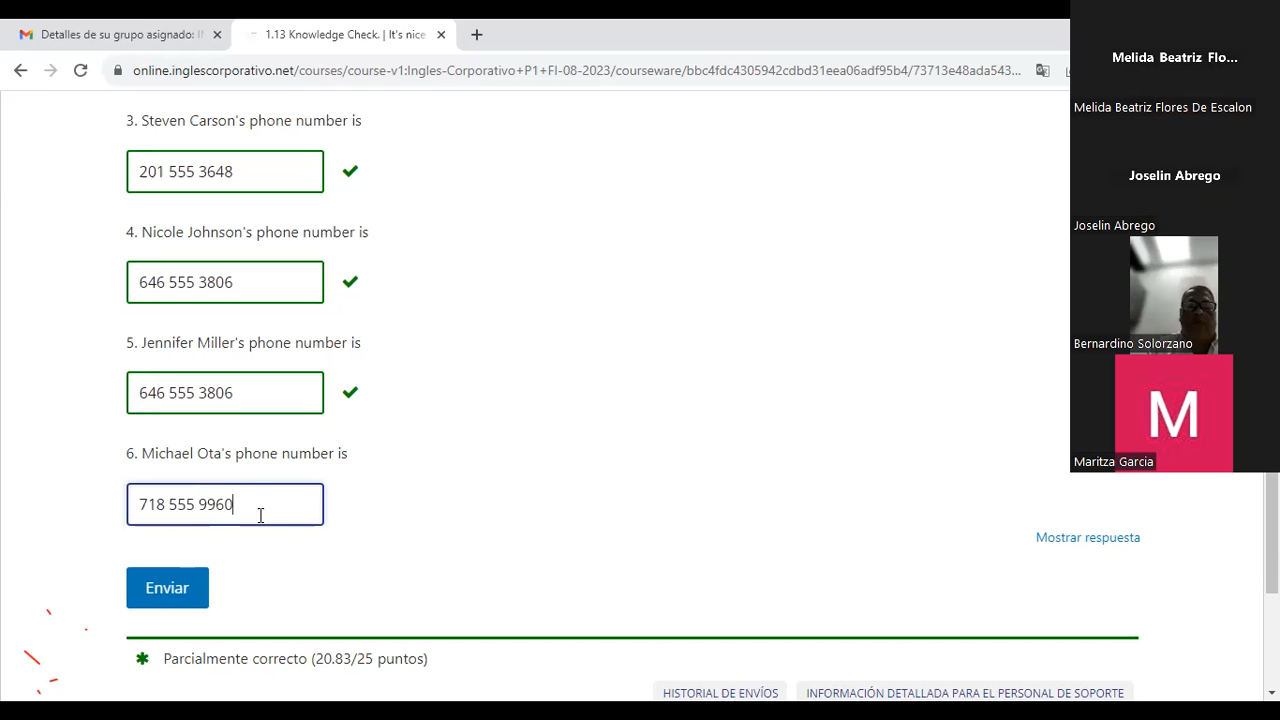 Detalles de su grupo asignado: II
1.13 Knowledge Check. | It's nice
online.inglescorporativo.net/courses/course-v1:Ingles-Corporativo+P1+FI-08-2023/courseware/bbc4fdc4305942cdbd31eea06adf95b4/73713e48ada543...
3. Steven Carson's phone number is
201 555 3648
4. Nicole Johnson's phone number is
646 555 3806
5. Jennifer Miller's phone number is
646 555 3806
6. Michael Ota's phone number is
718 555 9960
Mostrar respuesta
Enviar
Parcialmente correcto (20.83/25 puntos)
HISTORIAL DE ENVÍOS
INFORMACIÓN DETALLADA PARA EL PERSONAL DE SOPORTE
Melida Beatriz Flo...
Melida Beatriz Flores De Escalon
Joselin Abrego
Joselin Abrego
Bernardino Solorzano
M
Maritza Garcia